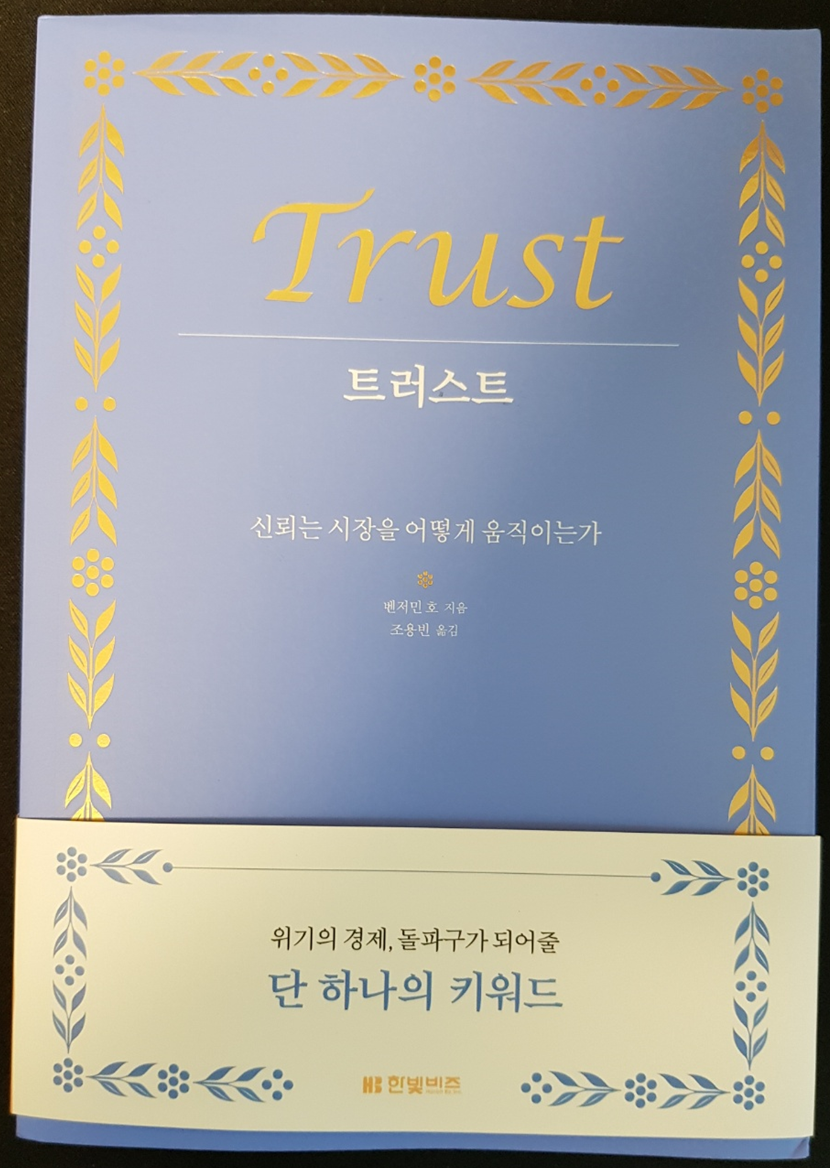 Trust
트러스트
신뢰는 시장을 어떻게 움직이는가
벤저민 호 지음
조용빈 옮김
위기의 경제, 돌파구가 되어줄
단 하나의 키워드
HB 한빛비즈